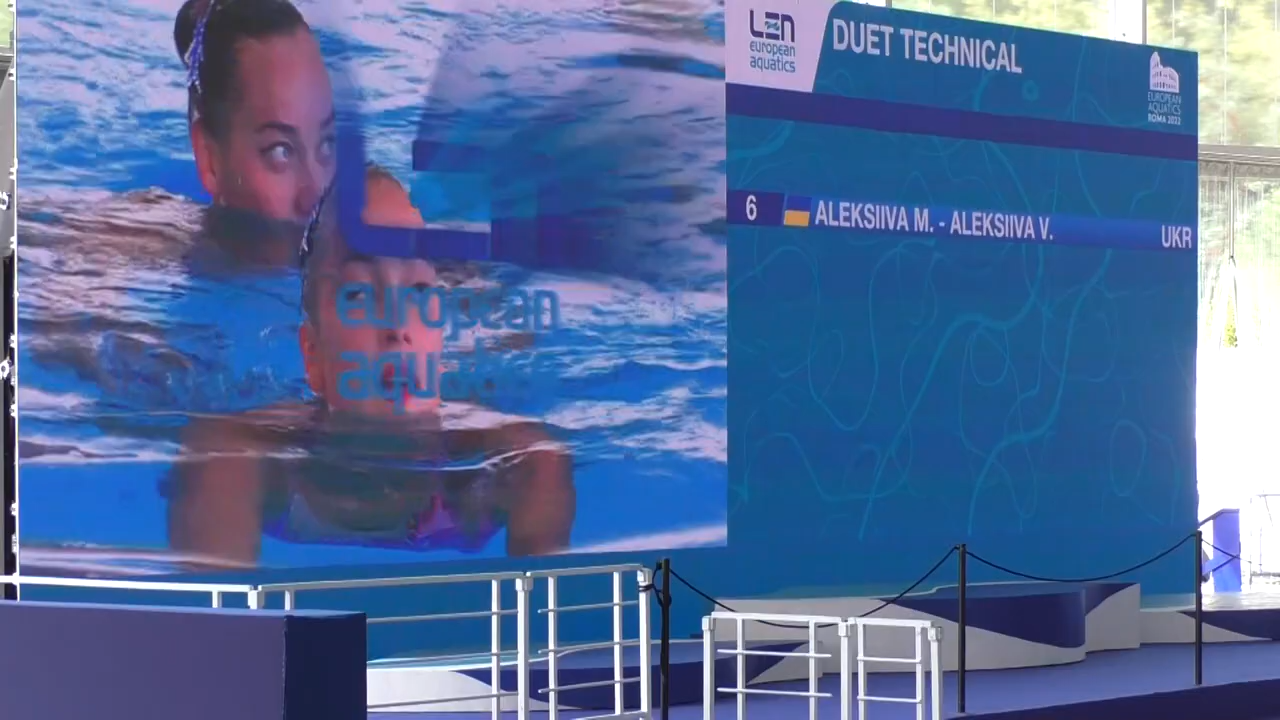 LEN
european
aquatics
DUET TECHNICAL
EUROPEAN
AQUATICS
ROMA 2022
6 ALEKSIIVA M. - ALEKSIIVA V. UKR
european
aquatics